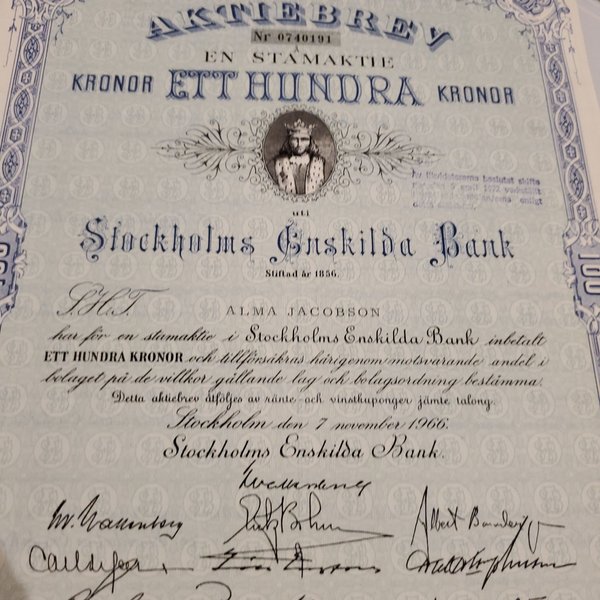 AKTIEBREV
Nr 0740191
Å
EN STAMAKTIE
KRONOR ETT HUNDRA KRONOR
uti
Stockholms Enskilda Bank
Stiftad år 1856.
100
S.H.T. ALMA JACOBSON
har för en stamaktie i Stockholms Enskilda Bank inbetalt
ETT HUNDRA KRONOR och tillförsäkras härigenom motsvarande andel i
bolaget på de villkor gällande lag och bolagsordning bestämma.
Detta aktiebrev åtföljes av ränte- och vinstkuponger jämte talong.
Stockholm den 7 november 1966.
Stockholms Enskilda Bank.